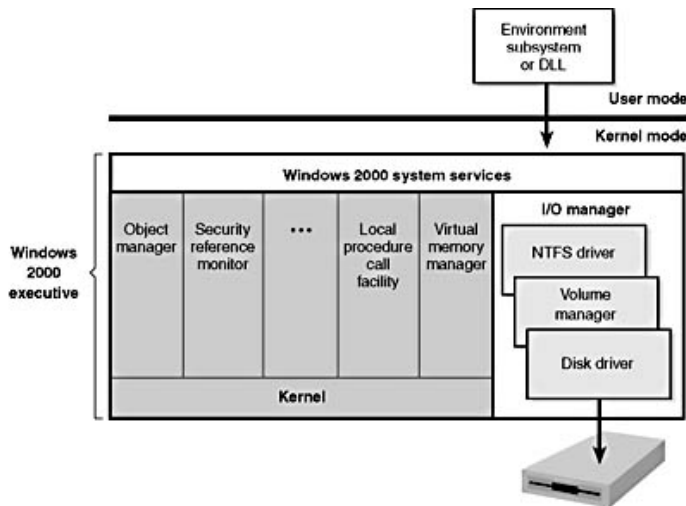 Environment
subsystem
or DLL
User mode
Kernel mode
Windows 2000 system services
Windows
2000
executive
Object
manager
Security
reference
monitor
...
Local
procedure
call
facility
Virtual
memory
manager
Kernel
I/O manager
NTFS driver
Volume
manager
Disk driver